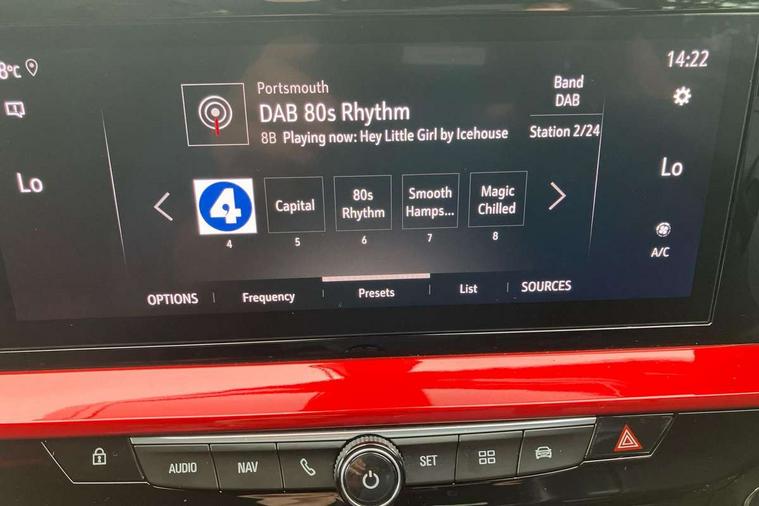 8°C
14:22
Portsmouth
DAB 80s Rhythm
8B Playing now: Hey Little Girl by Icehouse
Band
DAB
Station 2/24
Lo
Lo
4
Capital
80s
Rhythm
Smooth
Hamps...
Magic
Chilled
4
5
6
7
8
A/C
OPTIONS
Frequency
Presets
List
SOURCES
AUDIO
NAV
SET